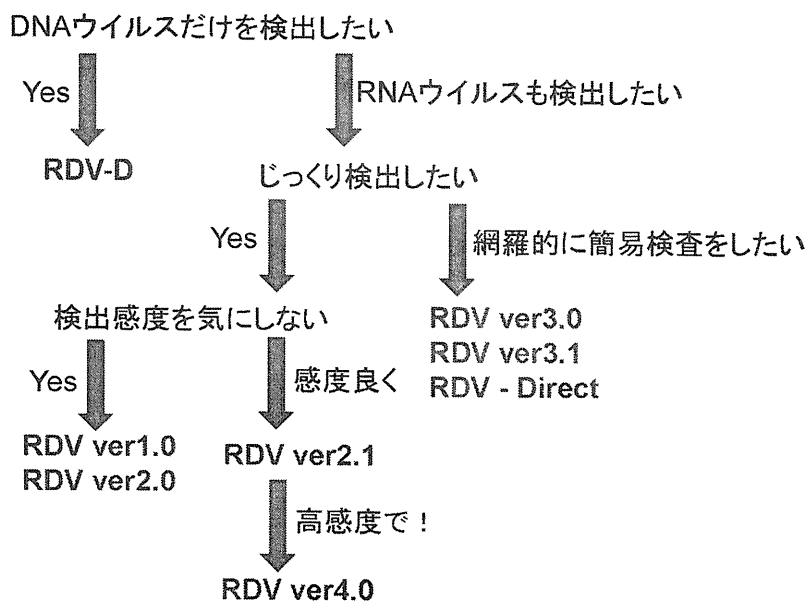 DNAウイルスだけを検出したい
Yes
RNAウイルスも検出したい
RDV-D
じっくり検出したい
Yes
網羅的に簡易検査をしたい
検出感度を気にしない
RDV ver3.0
RDV ver3.1
RDV - Direct
Yes
感度良く
RDV ver1.0
RDV ver2.0
RDV ver2.1
高感度で！
RDV ver4.0